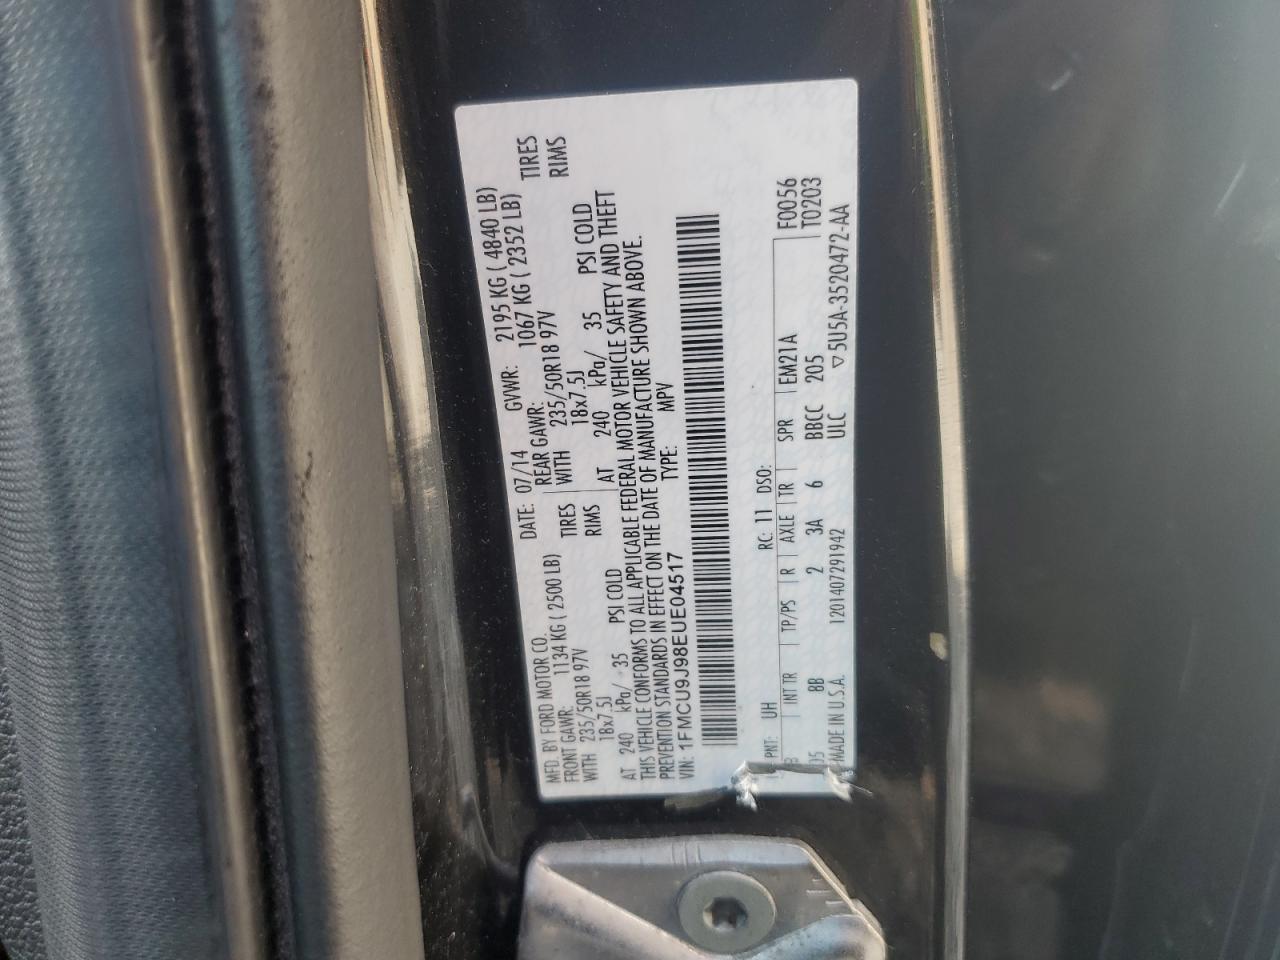 MFD. BY FORD MOTOR CO.
DATE: 07/14 GVWR: 2195 KG ( 4840 LB)
FRONT GAWR: 1134 KG ( 2500 LB)
REAR GAWR: 1067 KG ( 2352 LB)
WITH 235/50R18 97V TIRES
WITH 235/50R18 97V TIRES
18x7.5J RIMS
18x7.5J RIMS
AT 240 kPa/ 35 PSI COLD
AT 240 kPa/ 35 PSI COLD
THIS VEHICLE CONFORMS TO ALL APPLICABLE FEDERAL MOTOR VEHICLE SAFETY AND THEFT
PREVENTION STANDARDS IN EFFECT ON THE DATE OF MANUFACTURE SHOWN ABOVE.
VIN: 1FMCU9J98EUE04517 TYPE: MPV
PNT: UH RC: 11 DSO: F0056
INT TR TP/PS R AXLE TR SPR EM21A T0203
8B 2 3A 6 BBCC 205
MADE IN U.S.A. 1201407291942 ULC ▽5U5A-3520472-AA